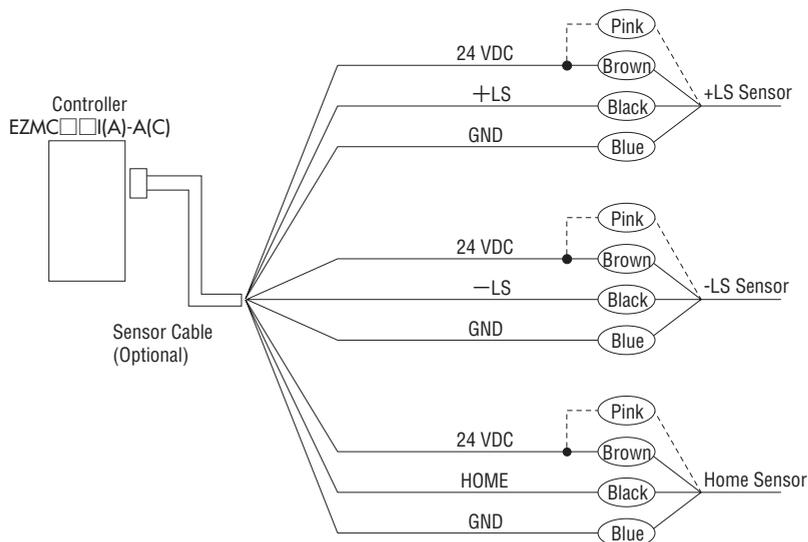 Controller
EZMC□□I(A)-A(C)
Sensor Cable
(Optional)
24 VDC
+LS
GND
Pink
Brown
Black
Blue
+LS Sensor
24 VDC
−LS
GND
Pink
Brown
Black
Blue
-LS Sensor
24 VDC
HOME
GND
Pink
Brown
Black
Blue
Home Sensor